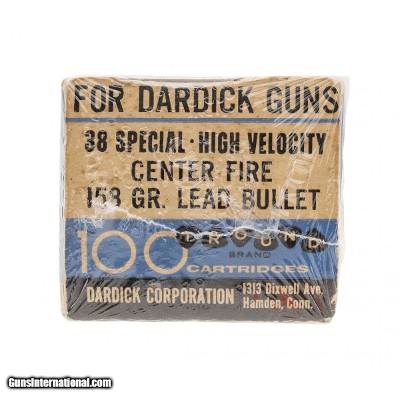 FOR DARDICK GUNS
38 SPECIAL · HIGH VELOCITY
CENTER FIRE
158 GR. LEAD BULLET
100 TROUND
BRAND
CARTRIDGES
DARDICK CORPORATION 1313 Dixwell Ave.
Hamden, Conn.
GunsInternational.com